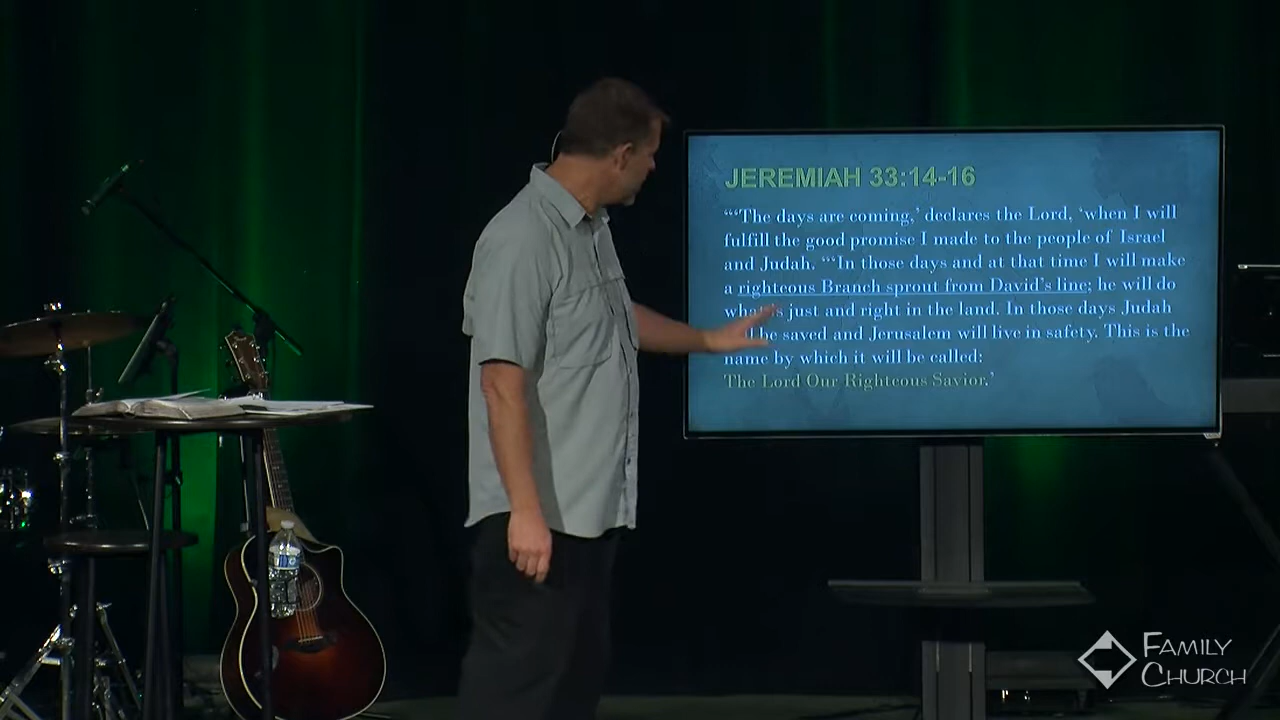 JEREMIAH 33:14-16
“‘The days are coming,’ declares the Lord, ‘when I will
fulfill the good promise I made to the people of Israel
and Judah. “‘In those days and at that time I will make
a righteous Branch sprout from David’s line; he will do
what is just and right in the land. In those days Judah
be saved and Jerusalem will live in safety. This is the
name by which it will be called:
The Lord Our Righteous Savior.’
FAMILY
CHURCH